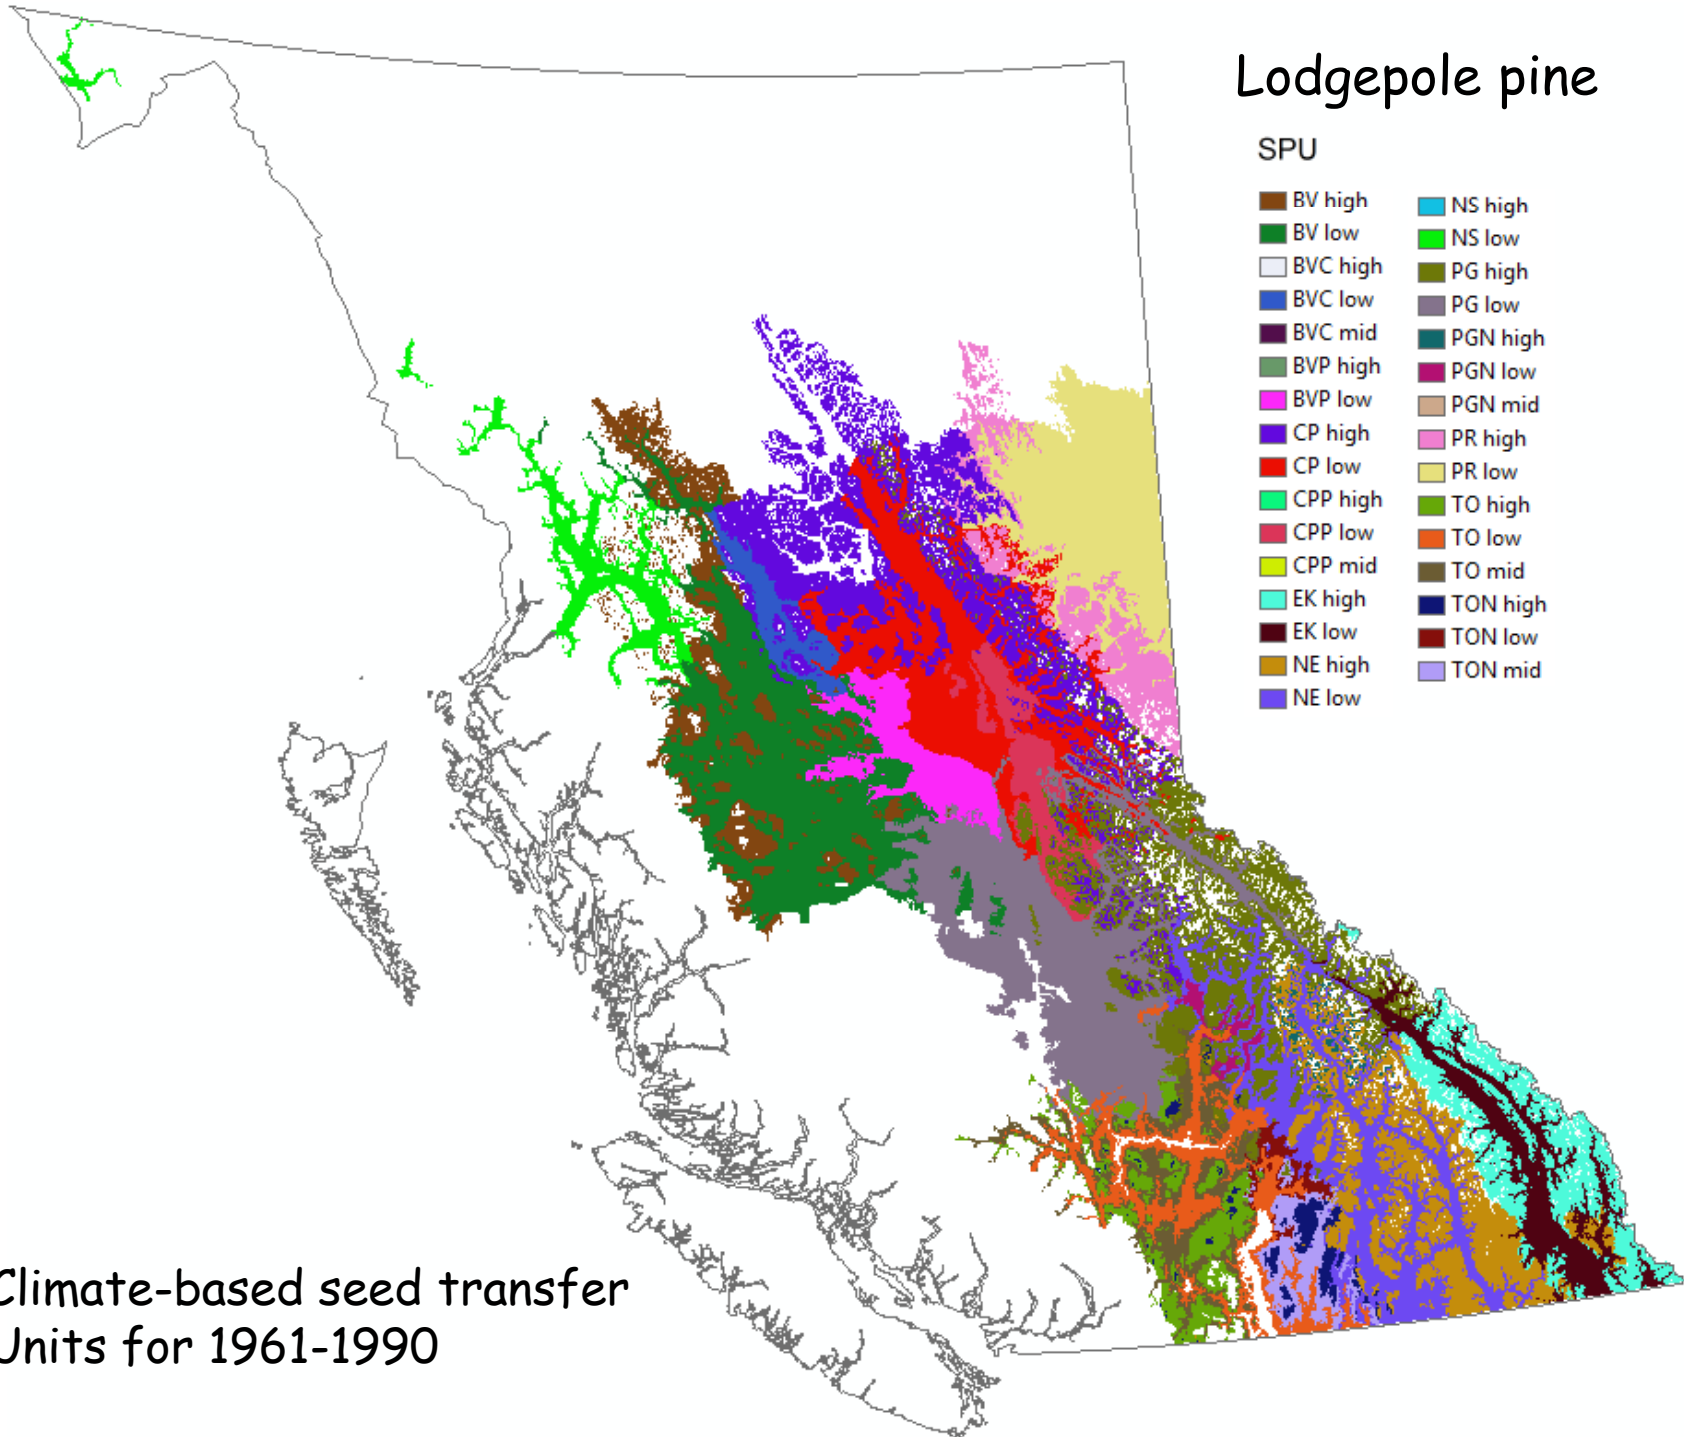 Lodgepole pine
SPU
BV high
BV low
BVC high
BVC low
BVC mid
BVP high
BVP low
CP high
CP low
CPP high
CPP low
CPP mid
EK high
EK low
NE high
NE low
NS high
NS low
PG high
PG low
PGN high
PGN low
PGN mid
PR high
PR low
TO high
TO low
TO mid
TON high
TON low
TON mid
Climate-based seed transfer
Units for 1961-1990